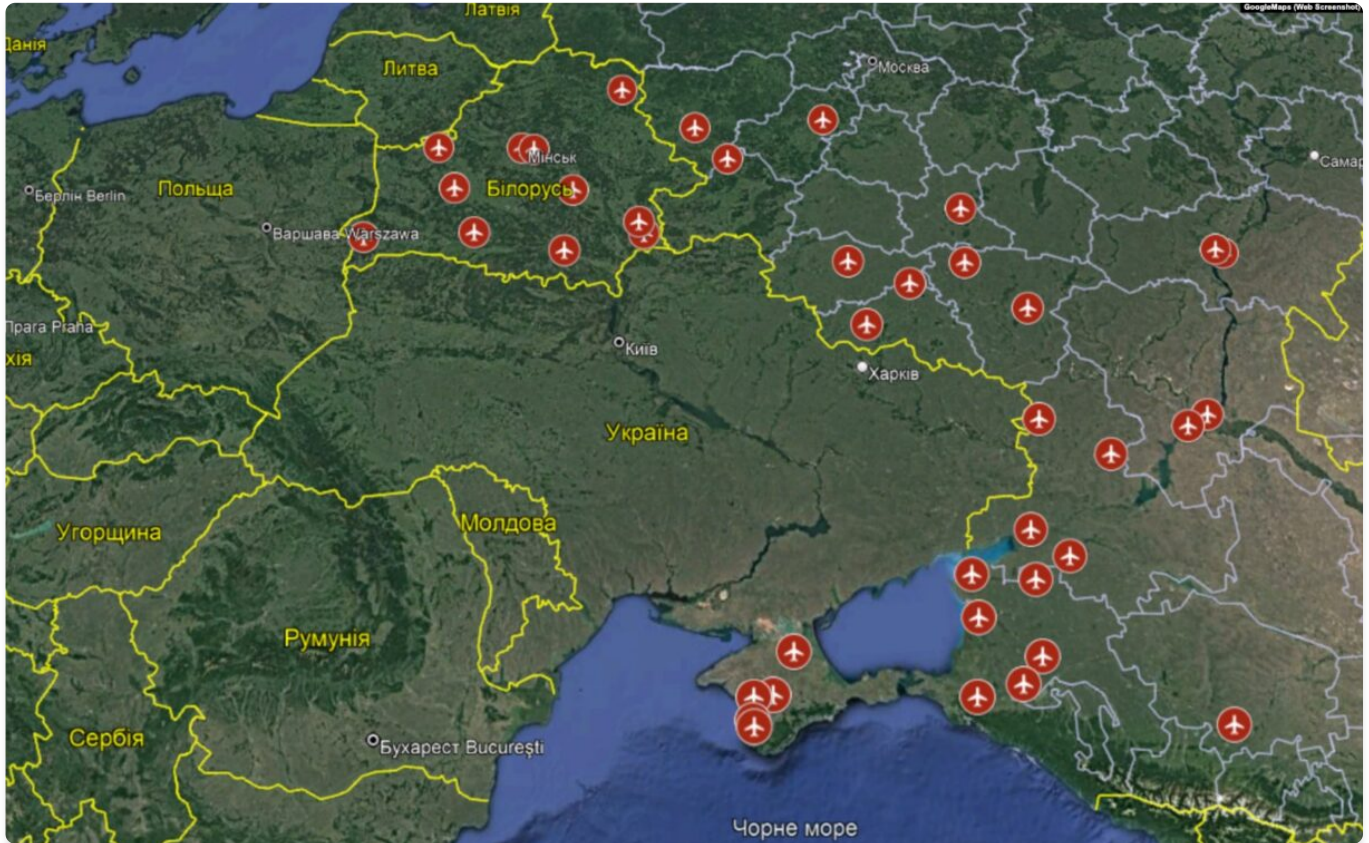 GoogleMaps (Web Screenshot)
Латвія
Данія
Литва
Москва
Мінськ
Самар
Польща
Білорусь
Берлін Berlin
Варшава Warszawa
Прага Praha
хія
Київ
Харків
Україна
Угорщина
Молдова
Румунія
Сербія
Бухарест București
Чорне море